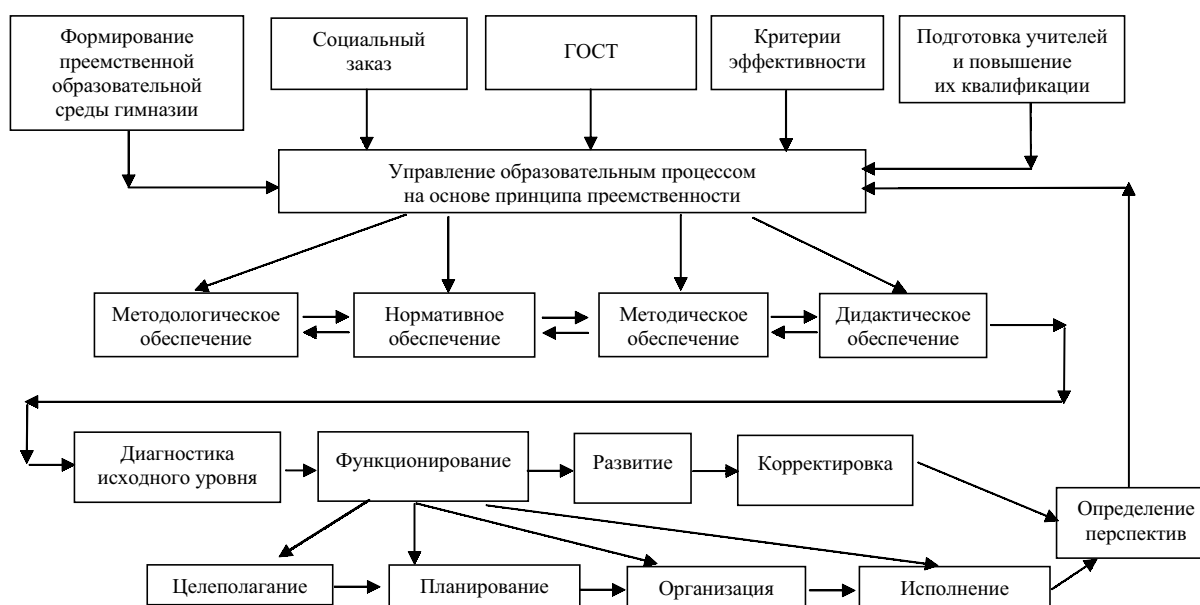 Формирование
преемственной
образовательной
среды гимназии
Социальный
заказ
ГОСТ
Критерии
эффективности
Подготовка учителей
и повышение
их квалификации
Управление образовательным процессом
на основе принципа преемственности
Методологическое
обеспечение
Нормативное
обеспечение
Методическое
обеспечение
Дидактическое
обеспечение
Диагностика
исходного уровня
Функционирование
Развитие
Корректировка
Определение
перспектив
Целеполагание
Планирование
Организация
Исполнение